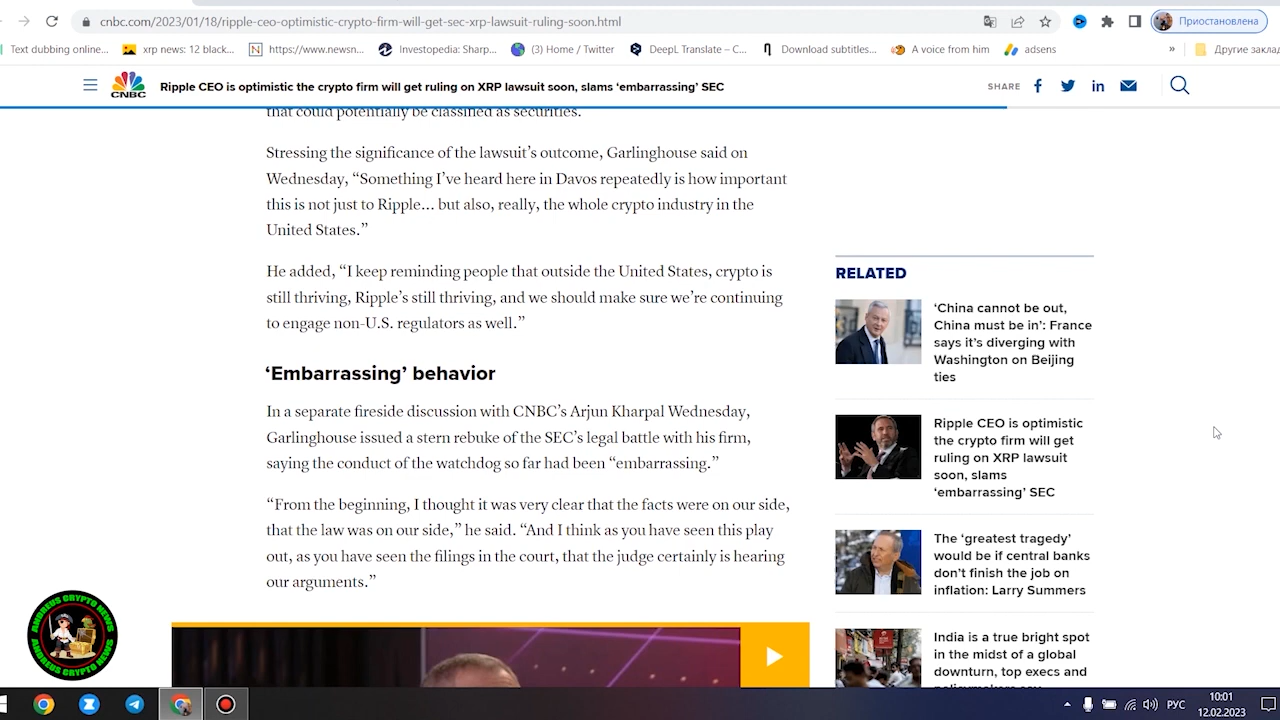 cnbc.com/2023/01/18/ripple-ceo-optimistic-crypto-firm-will-get-sec-xrp-lawsuit-ruling-soon.html
Приостановлена
Text dubbing online...
xrp news: 12 black...
https://www.newsn...
Investopedia: Sharp...
(3) Home / Twitter
DeepL Translate – C...
Download subtitles...
A voice from him
adsens
»
Другие закла
CNBC
Ripple CEO is optimistic the crypto firm will get ruling on XRP lawsuit soon, slams ‘embarrassing’ SEC
SHARE
that could potentially be classified as securities.
Stressing the significance of the lawsuit’s outcome, Garlinghouse said on
Wednesday, “Something I’ve heard here in Davos repeatedly is how important
this is not just to Ripple… but also, really, the whole crypto industry in the
United States.”
He added, “I keep reminding people that outside the United States, crypto is
still thriving, Ripple’s still thriving, and we should make sure we’re continuing
to engage non-U.S. regulators as well.”
‘Embarrassing’ behavior
In a separate fireside discussion with CNBC’s Arjun Kharpal Wednesday,
Garlinghouse issued a stern rebuke of the SEC’s legal battle with his firm,
saying the conduct of the watchdog so far had been “embarrassing.”
“From the beginning, I thought it was very clear that the facts were on our side,
that the law was on our side,” he said. “And I think as you have seen this play
out, as you have seen the filings in the court, that the judge certainly is hearing
our arguments.”
RELATED
‘China cannot be out,
China must be in’: France
says it’s diverging with
Washington on Beijing
ties
Ripple CEO is optimistic
the crypto firm will get
ruling on XRP lawsuit
soon, slams
‘embarrassing’ SEC
The ‘greatest tragedy’
would be if central banks
don’t finish the job on
inflation: Larry Summers
India is a true bright spot
in the midst of a global
downturn, top execs and
ANDREUS CRYPTO NEWS
ANDREUS CRYPTO NEWS
РУС
10:01
12.02.2023